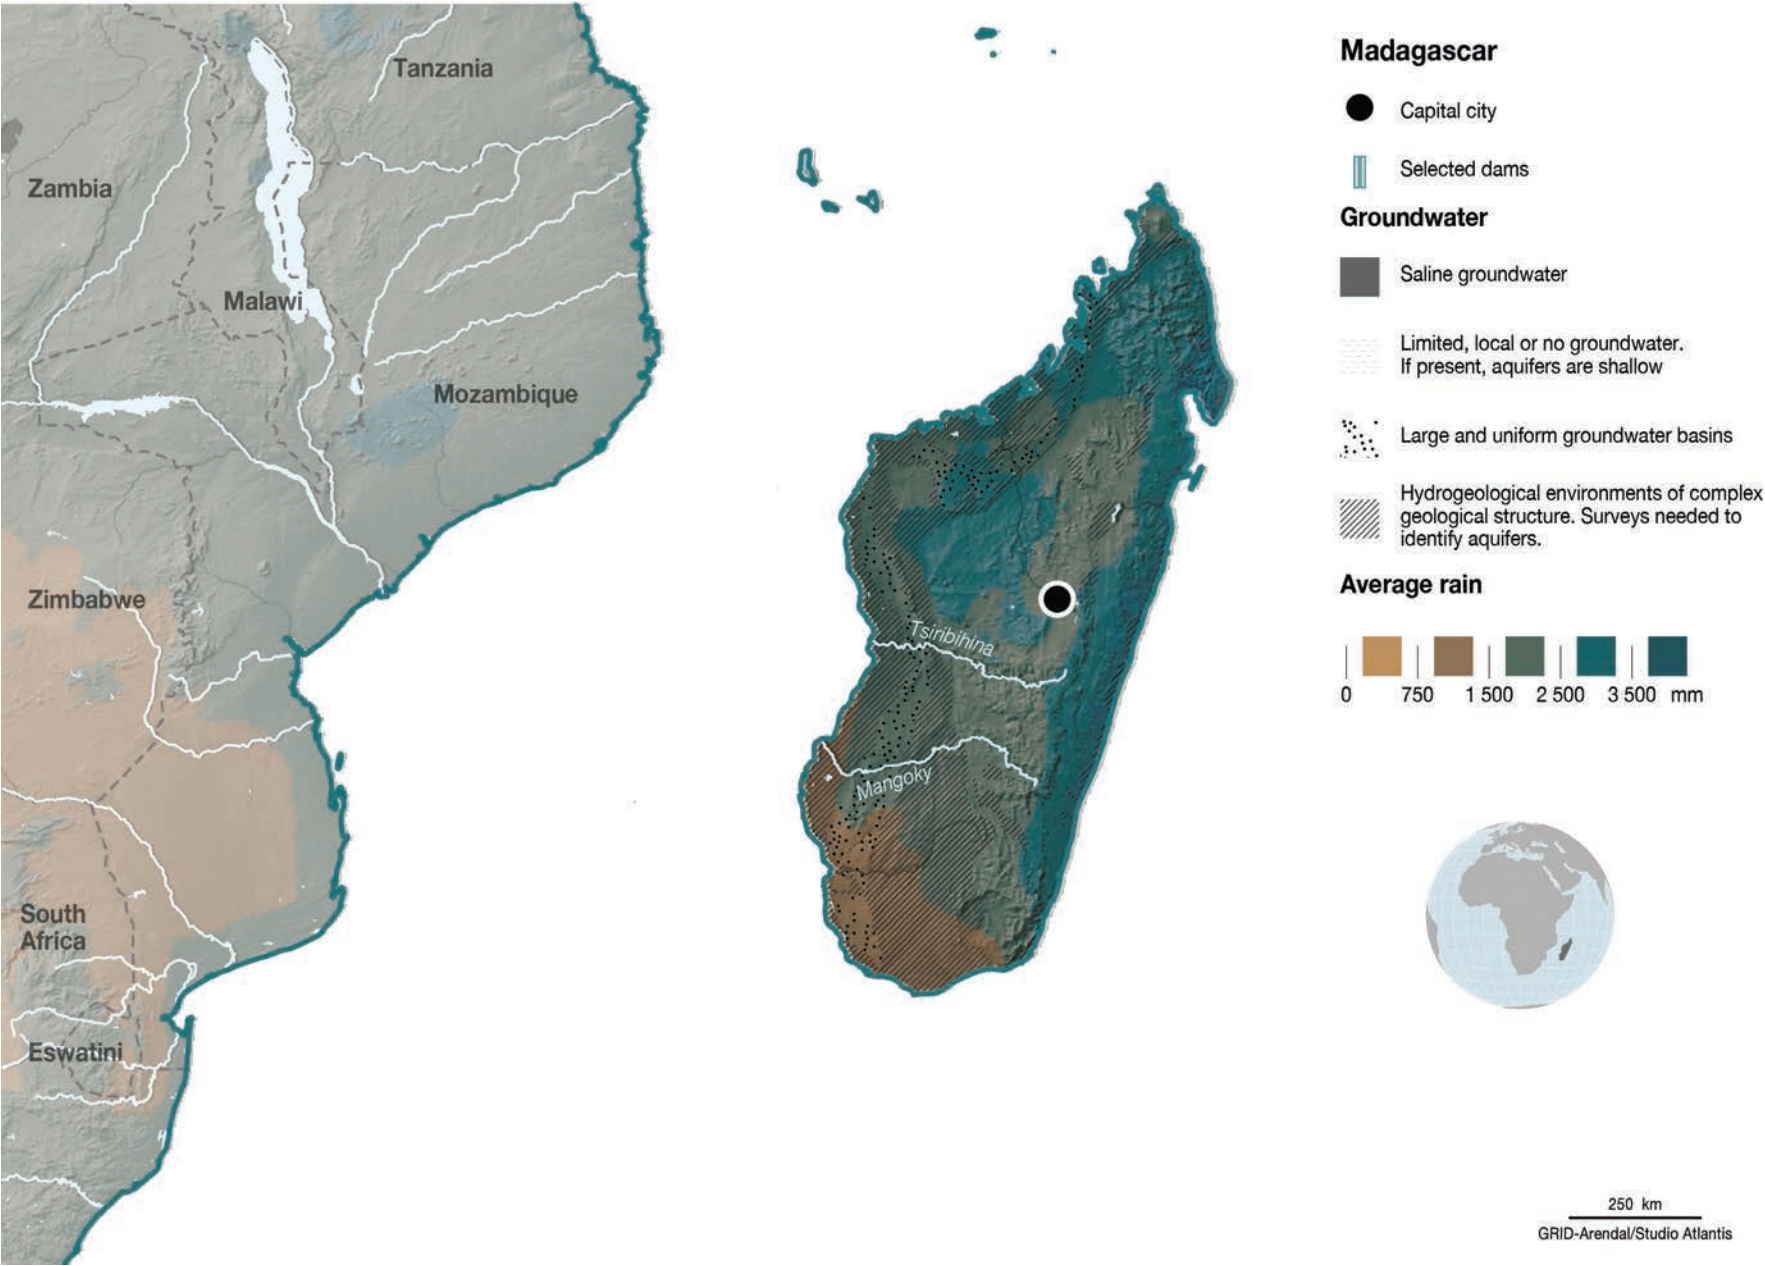 Tanzania
Zambia
Malawi
Mozambique
Zimbabwe
South
Africa
Eswatini
Tsiribihina
Mangoky
Madagascar
Capital city
Selected dams
Groundwater
Saline groundwater
Limited, local or no groundwater.
If present, aquifers are shallow
Large and uniform groundwater basins
Hydrogeological environments of complex
geological structure. Surveys needed to
identify aquifers.
Average rain
0 750 1 500 2 500 3 500 mm
250 km
GRID-Arendal/Studio Atlantis